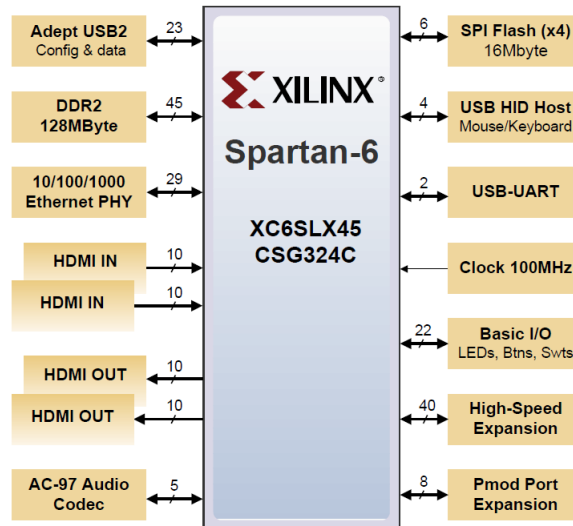 Adept USB2
Config & data
23
DDR2
128MByte
45
10/100/1000
Ethernet PHY
29
HDMI IN
10
HDMI IN
10
HDMI OUT
10
HDMI OUT
10
AC-97 Audio
Codec
5
XILINX®
Spartan-6
XC6SLX45
CSG324C
6
SPI Flash (x4)
16Mbyte
4
USB HID Host
Mouse/Keyboard
2
USB-UART
Clock 100MHz
22
Basic I/O
LEDs, Btns, Swts
40
High-Speed
Expansion
8
Pmod Port
Expansion